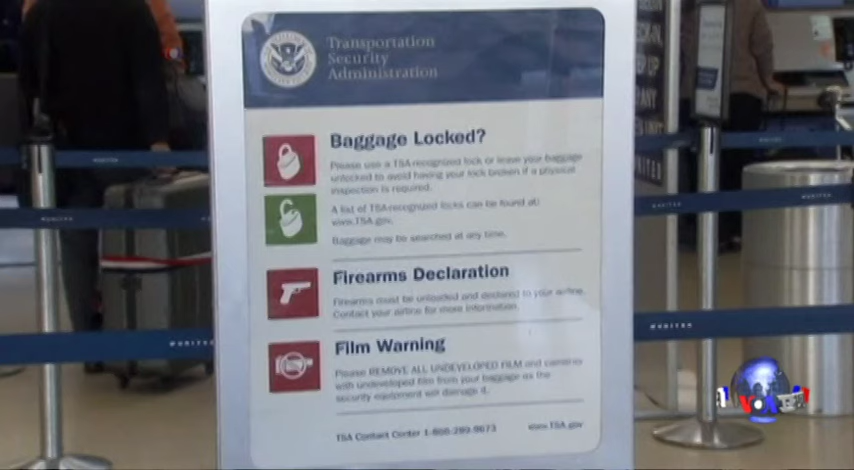 Transportation
Security
Administration
Baggage Locked?
Please use a TSA-recognized lock or leave your baggage
unlocked to avoid having your lock broken if a physical
inspection is required.
A list of TSA-recognized locks can be found at:
www.TSA.gov.
Baggage may be searched at any time.
Firearms Declaration
Firearms must be unloaded and declared to your airline.
Contact your airline for more information.
Film Warning
Please REMOVE ALL UNDEVELOPED FILM and cameras
with undeveloped film from your baggage as the
security equipment will damage it.
TSA Contact Center 1-866-289-9673
www.TSA.gov
UNITED
UNITED
VOA